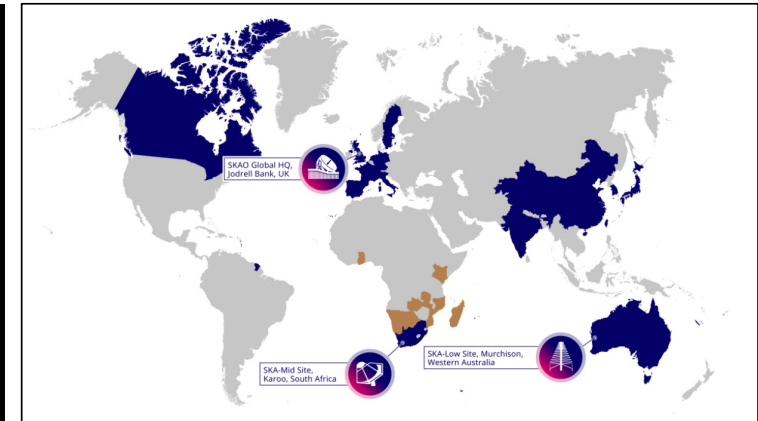 SKAO Global HQ,
Jodrell Bank, UK
SKA-Mid Site,
Karoo, South Africa
SKA-Low Site, Murchison,
Western Australia